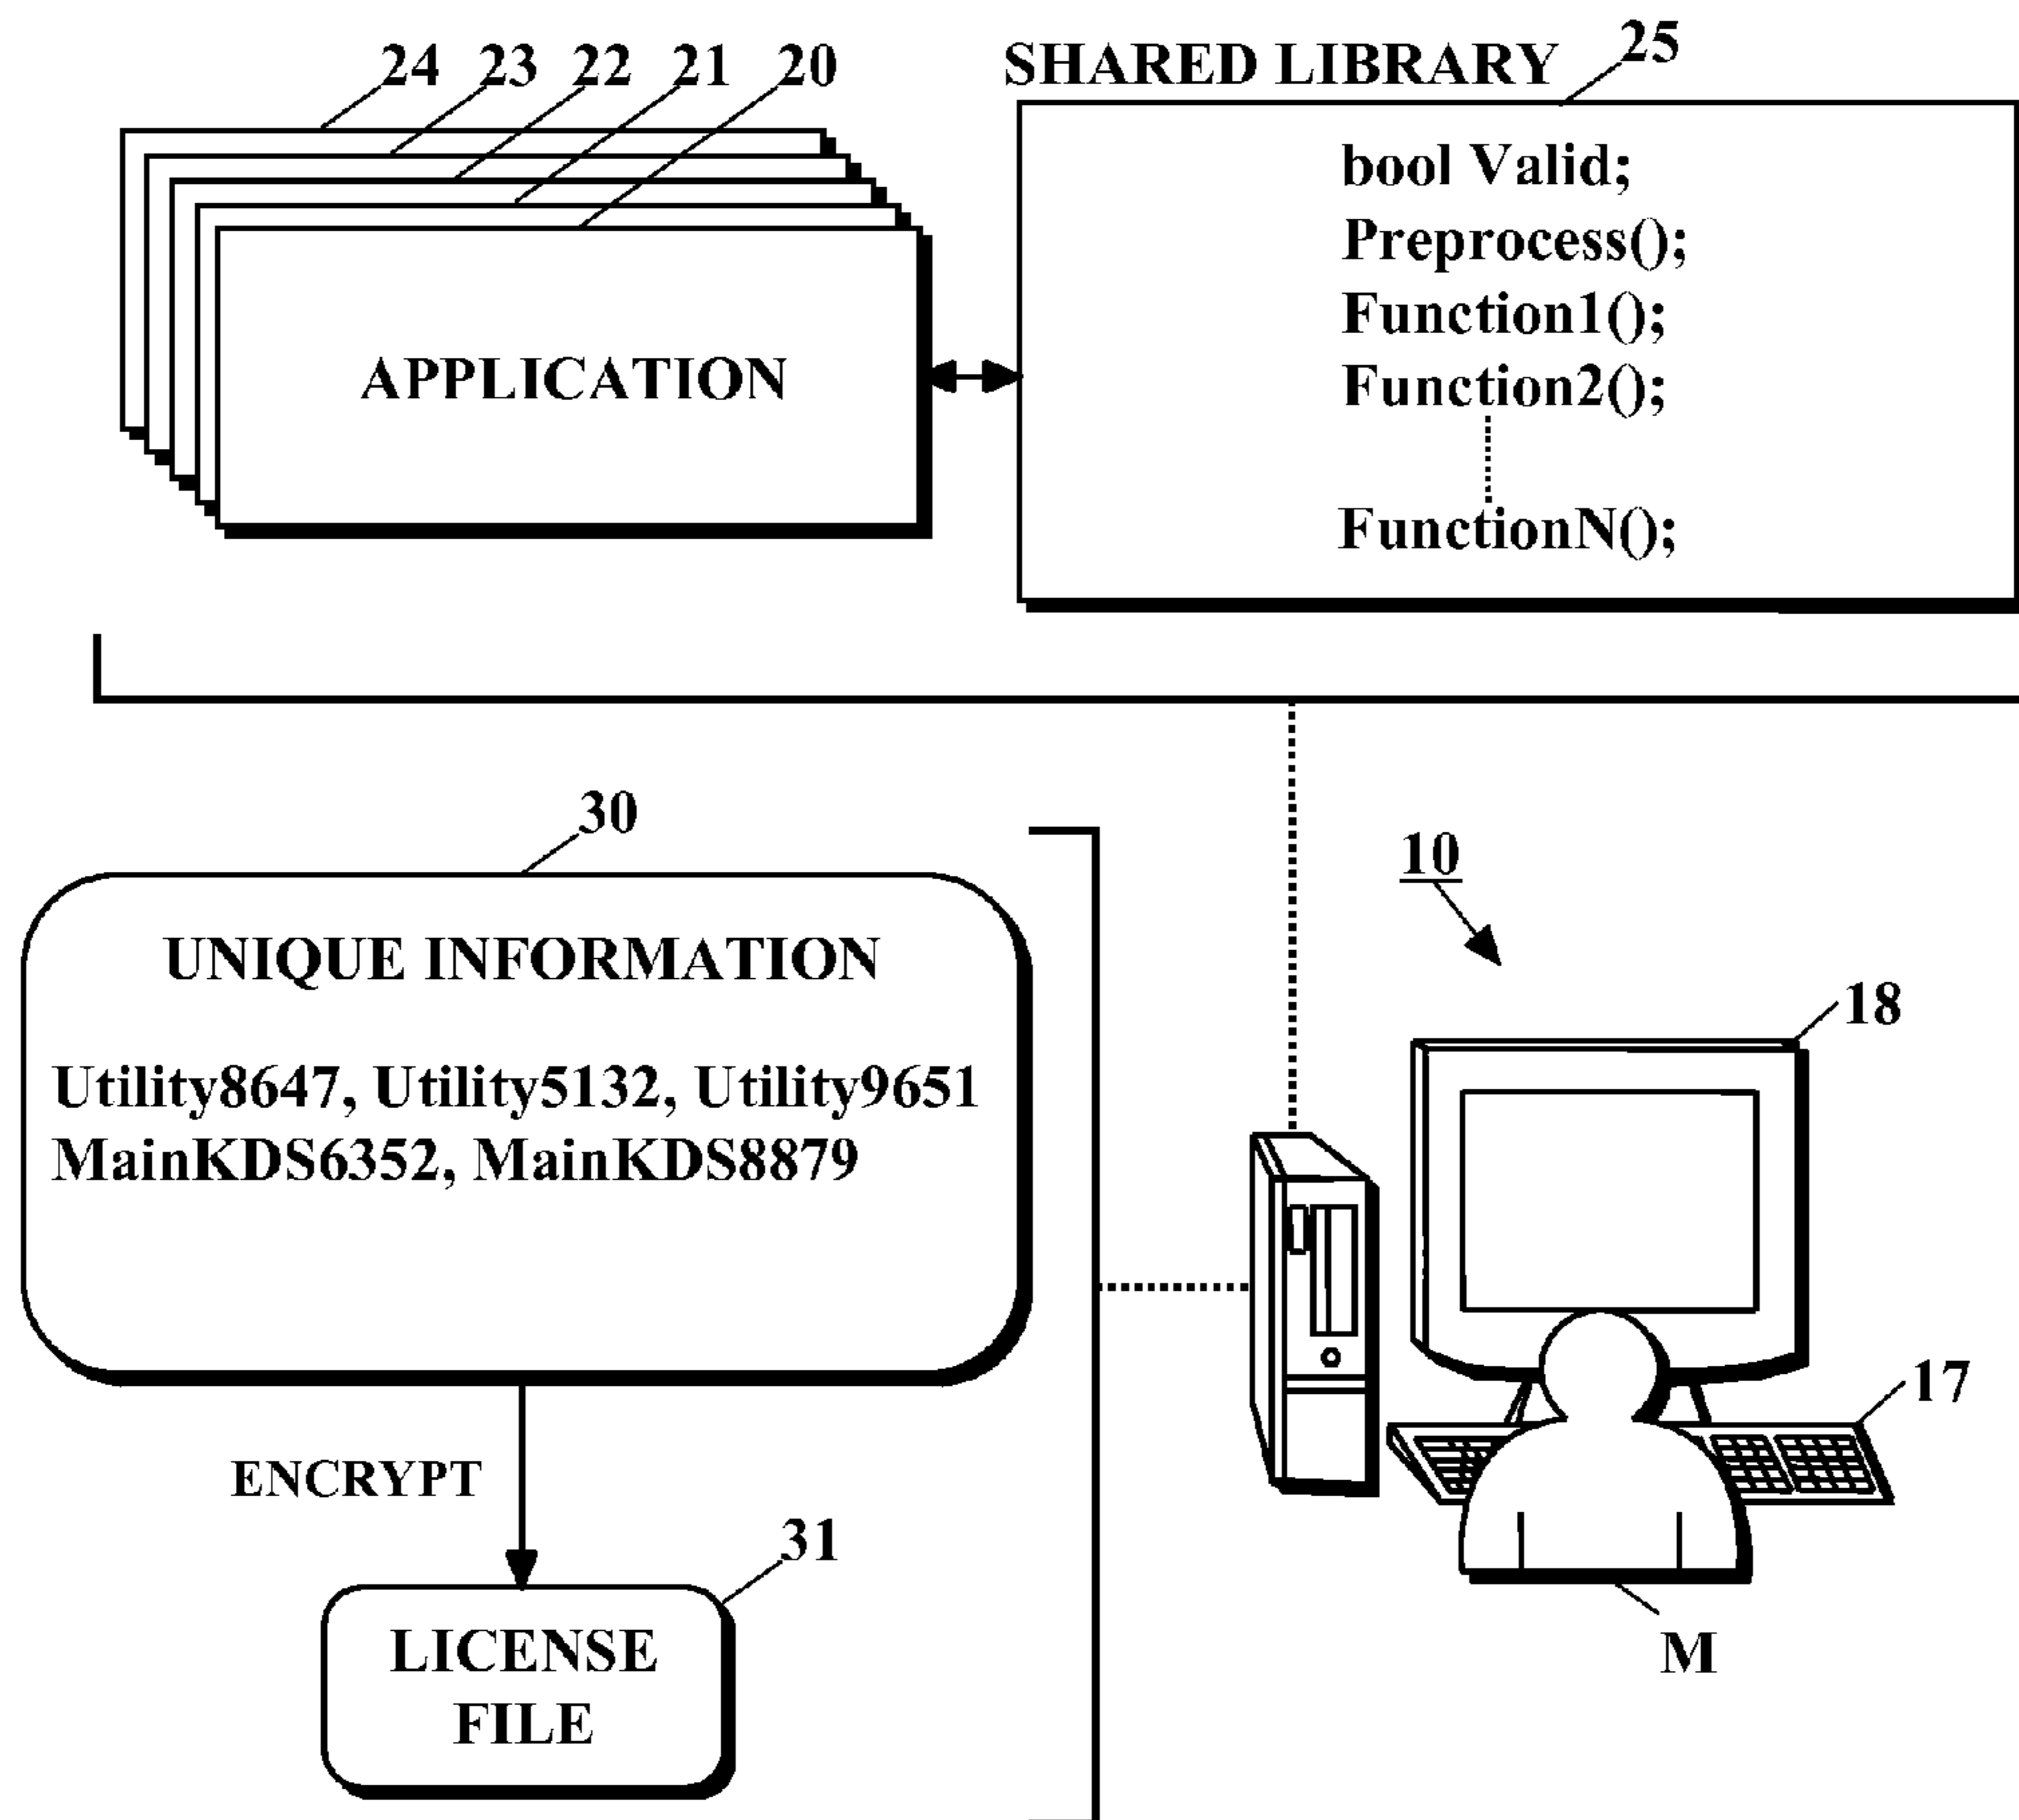 24 23 22 21 20
SHARED LIBRARY
25
bool Valid;
Preprocess();
Function1();
Function2();
FunctionN();
APPLICATION
30
UNIQUE INFORMATION
Utility8647, Utility5132, Utility9651
MainKDS6352, MainKDS8879
ENCRYPT
31
LICENSE
FILE
10
18
17
M